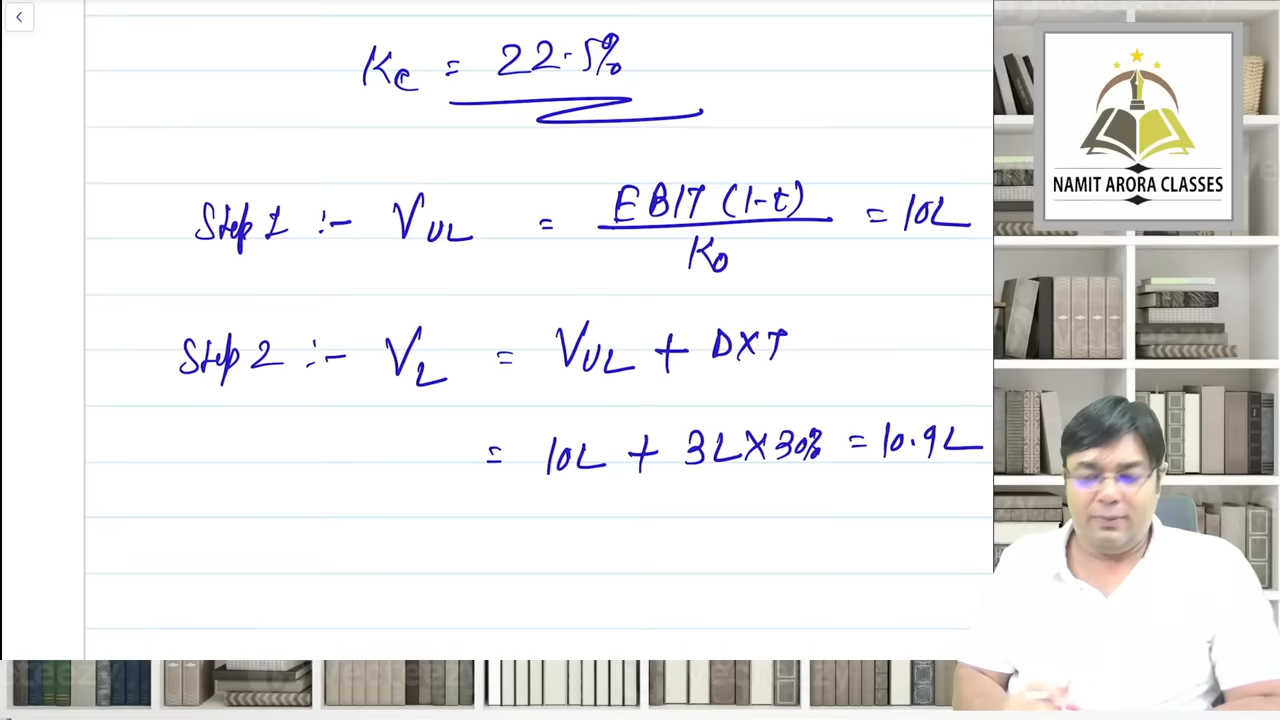 Ke = 22.5%
Step 1 :- VUL = EBIT (1-t) / Ko = 10L
Step 2 :- VL = VUL + DXT
= 10L + 3L X 30% = 10.9L
NAMIT ARORA CLASSES